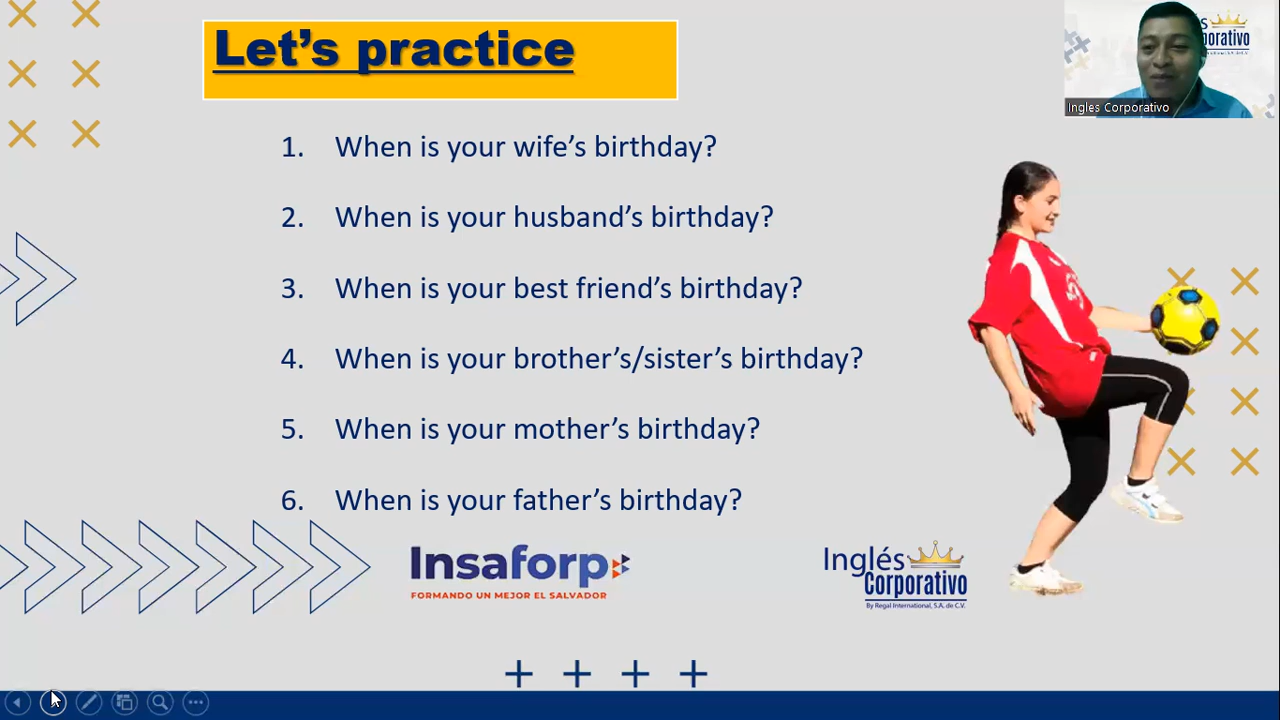 Let's practice
1. When is your wife's birthday?
2. When is your husband's birthday?
3. When is your best friend's birthday?
4. When is your brother's/sister's birthday?
5. When is your mother's birthday?
6. When is your father's birthday?
Insaforp
FORMANDO UN MEJOR EL SALVADOR
Inglés
Corporativo
By Regal International, S.A. de C.V.
Ingles Corporativo